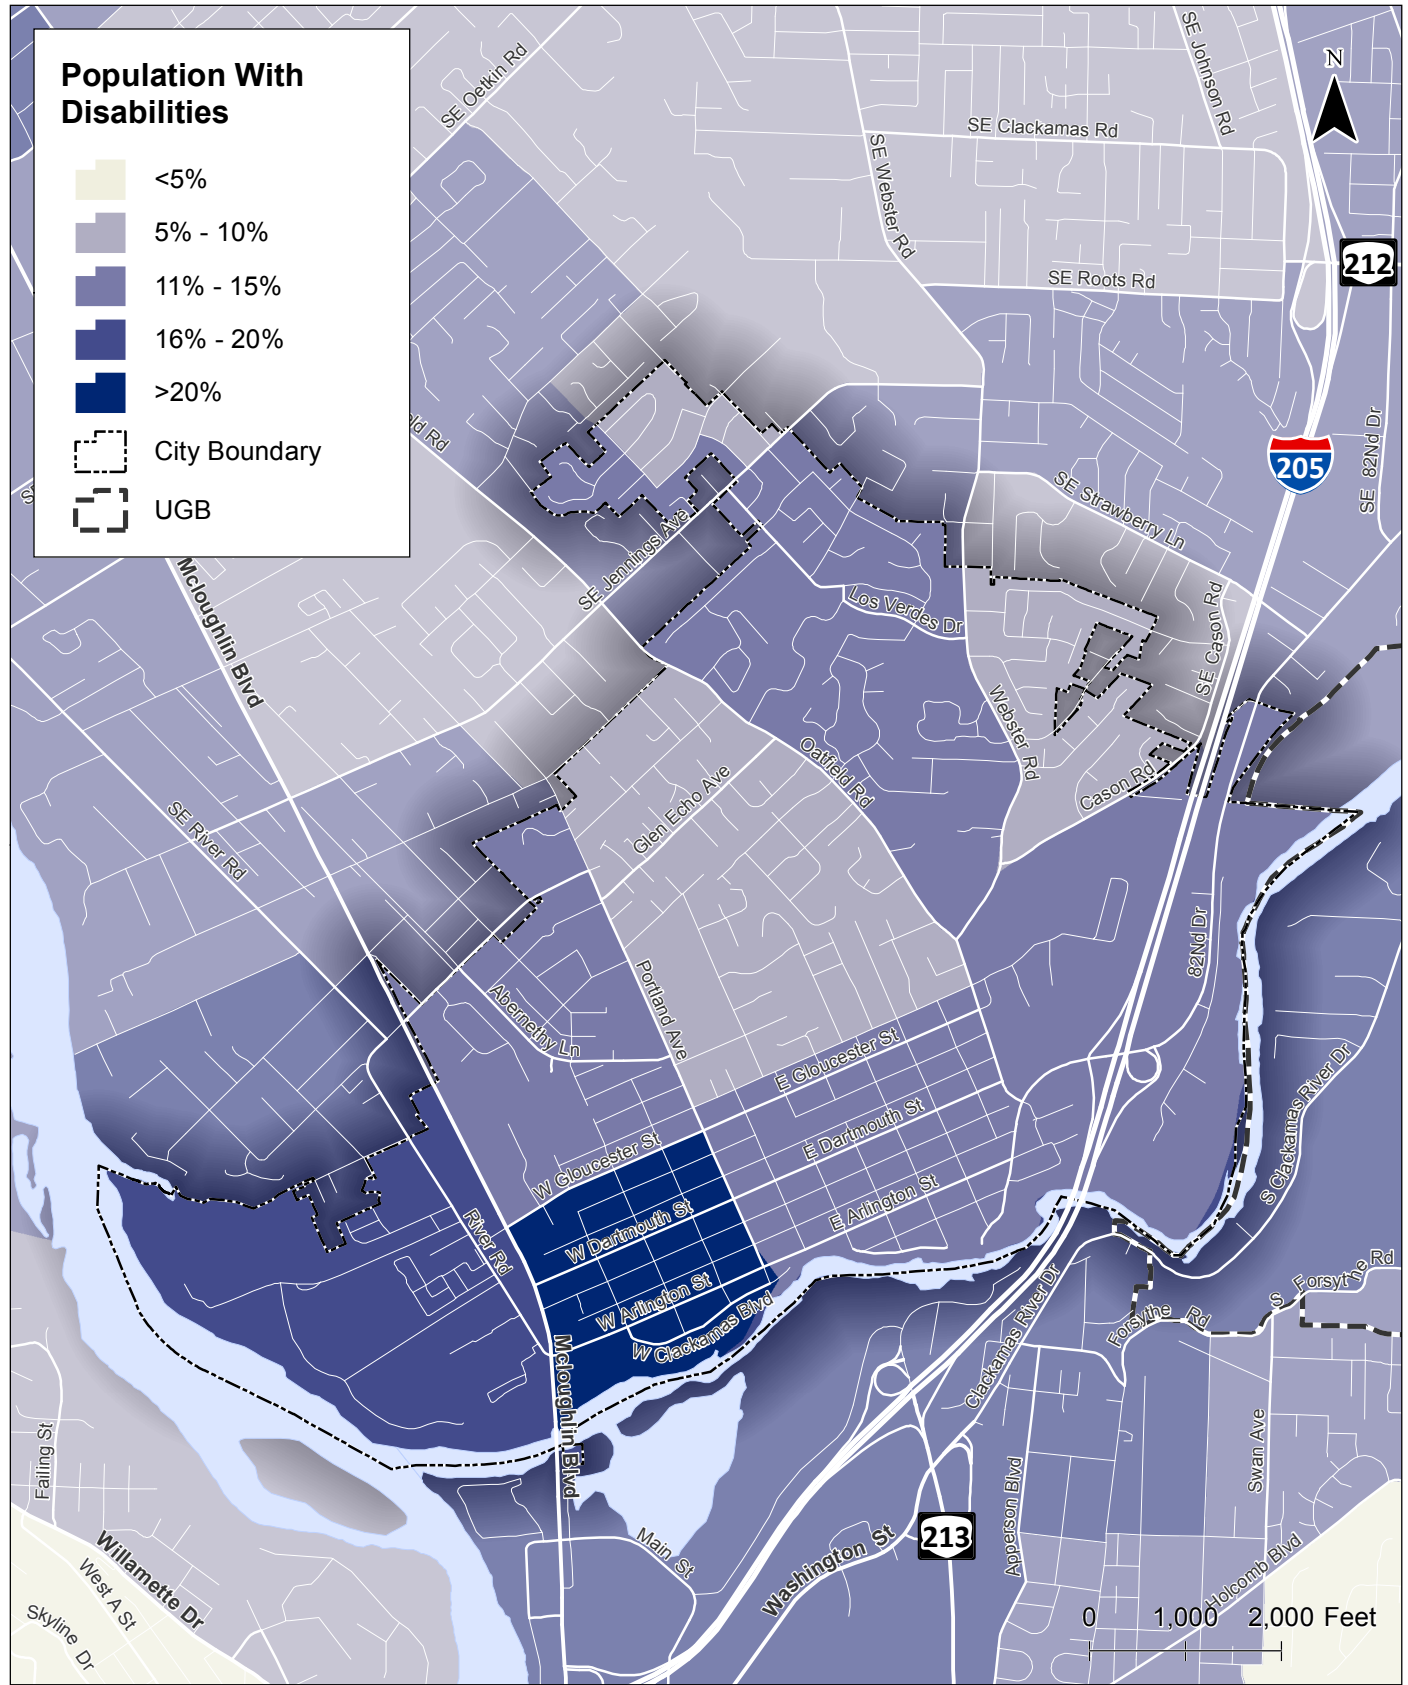 Population With
Disabilities
<5%
5% - 10%
11% - 15%
16% - 20%
>20%
City Boundary
UGB
SE Oetkin Rd
SE Johnson Rd
N
SE Clackamas Rd
SE Webster Rd
212
SE Roots Rd
ld Rd
SE 82Nd Dr
205
SE Strawberry Ln
SE Jennings Ave
Mcloughlin Blvd
Los Verdes Dr
SE Cason Rd
Webster Rd
Oatfield Rd
Cason Rd
Glen Echo Ave
SE River Rd
82Nd Dr
Portland Ave
Abernethy Ln
E Gloucester St
E Dartmouth St
S Clackamas River Dr
W Gloucester St
E Arlington St
River Rd
W Dartmouth St
W Arlington St
W Clackamas Blvd
Forsythe Rd
S Forsythe Rd
Clackamas River Dr
Mcloughlin Blvd
Failing St
Swan Ave
Apperson Blvd
213
Main St
Washington St
Willamette Dr
West A St
Skyline Dr
Holcomb Blvd
0 1,000 2,000 Feet